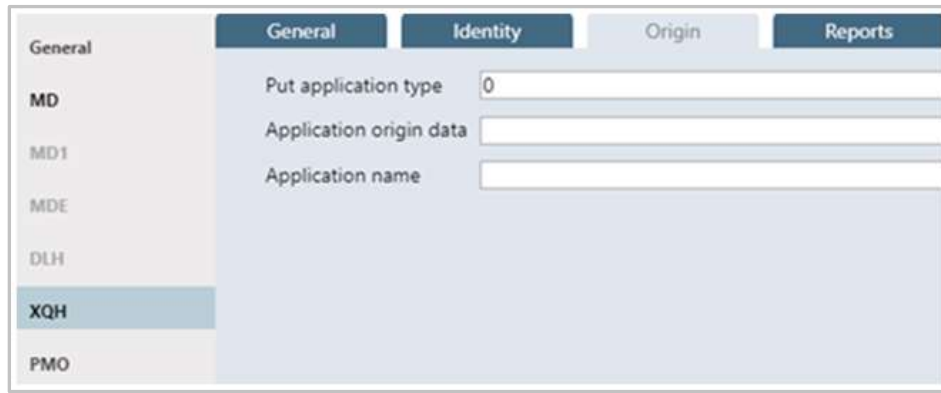 General
MD
MD1
MDE
DLH
XQH
PMO
General Identity Origin Reports
Put application type 0
Application origin data
Application name